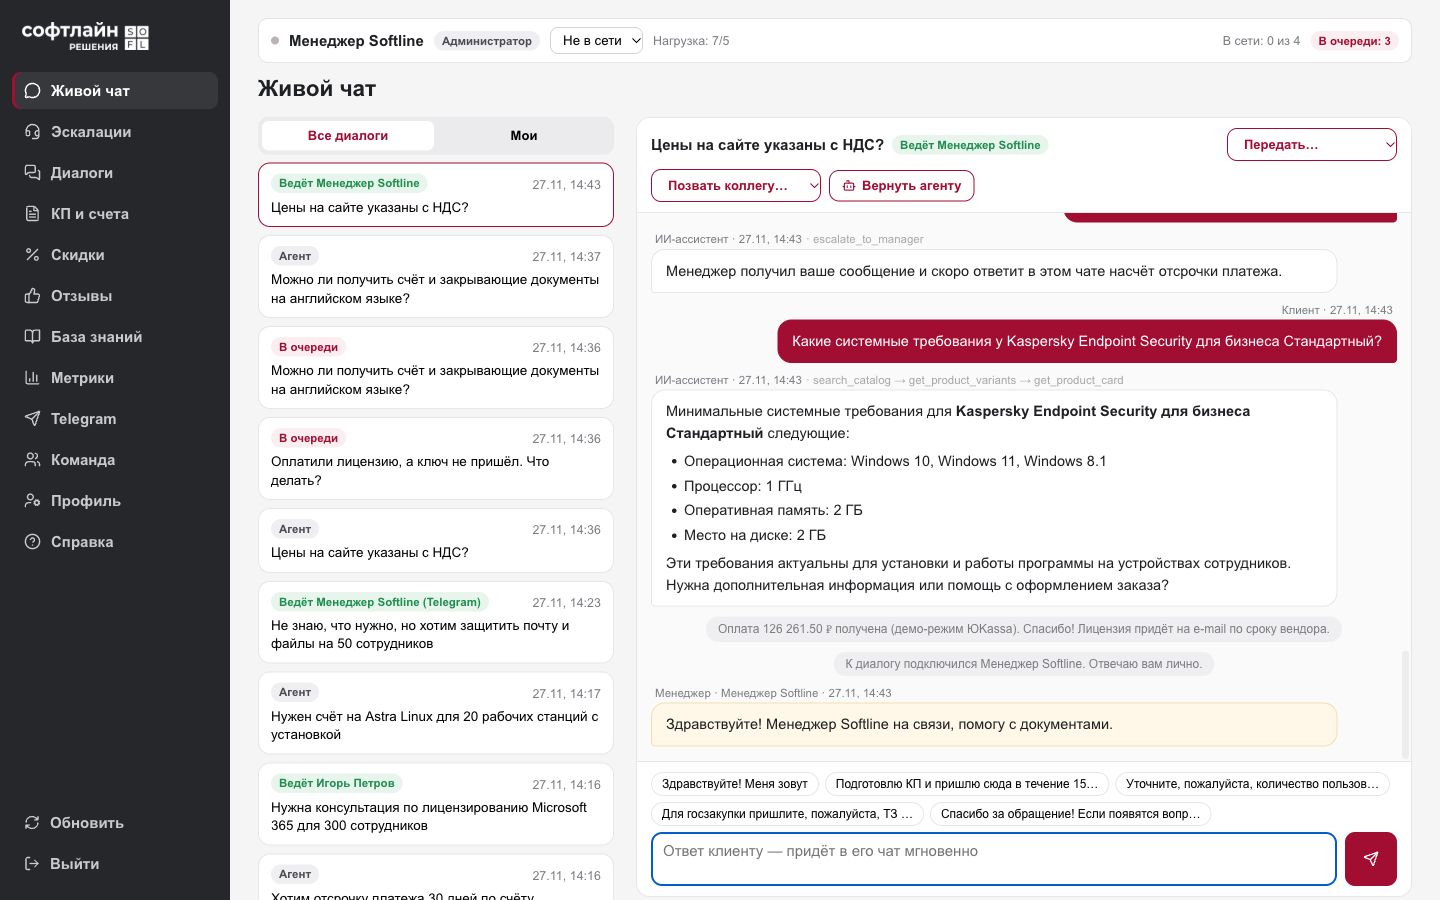 софтлайн
РЕШЕНИЯ
SO
FL
Живой чат
Эскалации
Диалоги
КП и счета
Скидки
Отзывы
База знаний
Метрики
Telegram
Команда
Профиль
Справка
Обновить
Выйти
Менеджер Softline Администратор Не в сети Нагрузка: 7/5 В сети: 0 из 4 В очереди: 3
Живой чат
Все диалоги Мои
Ведёт Менеджер Softline 27.11, 14:43
Цены на сайте указаны с НДС?
Агент 27.11, 14:37
Можно ли получить счёт и закрывающие документы
на английском языке?
В очереди 27.11, 14:36
Можно ли получить счёт и закрывающие документы
на английском языке?
В очереди 27.11, 14:36
Оплатили лицензию, а ключ не пришёл. Что
делать?
Агент 27.11, 14:36
Цены на сайте указаны с НДС?
Ведёт Менеджер Softline (Telegram) 27.11, 14:23
Не знаю, что нужно, но хотим защитить почту и
файлы на 50 сотрудников
Агент 27.11, 14:17
Нужен счёт на Astra Linux для 20 рабочих станций с
установкой
Ведёт Игорь Петров 27.11, 14:16
Нужна консультация по лицензированию Microsoft
365 для 300 сотрудников
Агент 27.11, 14:16
Хотим отсрочку платежа 30 дней по счёту
Цены на сайте указаны с НДС? Ведёт Менеджер Softline Передать…
Позвать коллегу… Вернуть агенту
ИИ-ассистент · 27.11, 14:43 · escalate_to_manager
Менеджер получил ваше сообщение и скоро ответит в этом чате насчёт отсрочки платежа.
Клиент · 27.11, 14:43
Какие системные требования у Kaspersky Endpoint Security для бизнеса Стандартный?
ИИ-ассистент · 27.11, 14:43 · search_catalog → get_product_variants → get_product_card
Минимальные системные требования для Kaspersky Endpoint Security для бизнеса
Стандартный следующие:
• Операционная система: Windows 10, Windows 11, Windows 8.1
• Процессор: 1 ГГц
• Оперативная память: 2 ГБ
• Место на диске: 2 ГБ
Эти требования актуальны для установки и работы программы на устройствах сотрудников.
Нужна дополнительная информация или помощь с оформлением заказа?
Оплата 126 261.50 ₽ получена (демо-режим ЮKassa). Спасибо! Лицензия придёт на e-mail по сроку вендора.
К диалогу подключился Менеджер Softline. Отвечаю вам лично.
Менеджер · Менеджер Softline · 27.11, 14:43
Здравствуйте! Менеджер Softline на связи, помогу с документами.
Здравствуйте! Меня зовут Подготовлю КП и пришлю сюда в течение 15… Уточните, пожалуйста, количество пользов…
Для госзакупки пришлите, пожалуйста, ТЗ … Спасибо за обращение! Если появятся вопр…
Ответ клиенту — придёт в его чат мгновенно